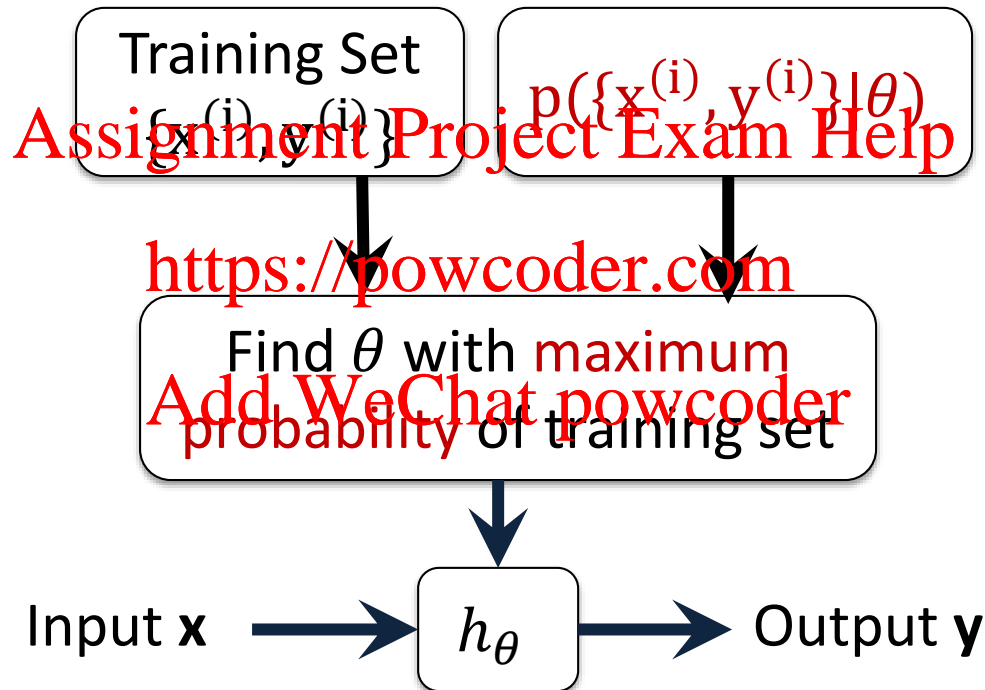 Training Set
{x⁽ⁱ⁾, y⁽ⁱ⁾}
p({x⁽ⁱ⁾, y⁽ⁱ⁾}|θ)
Assignment Project Exam Help
https://powcoder.com
Find θ with maximum
probability of training set
Add WeChat powcoder
Input x
h_θ
Output y